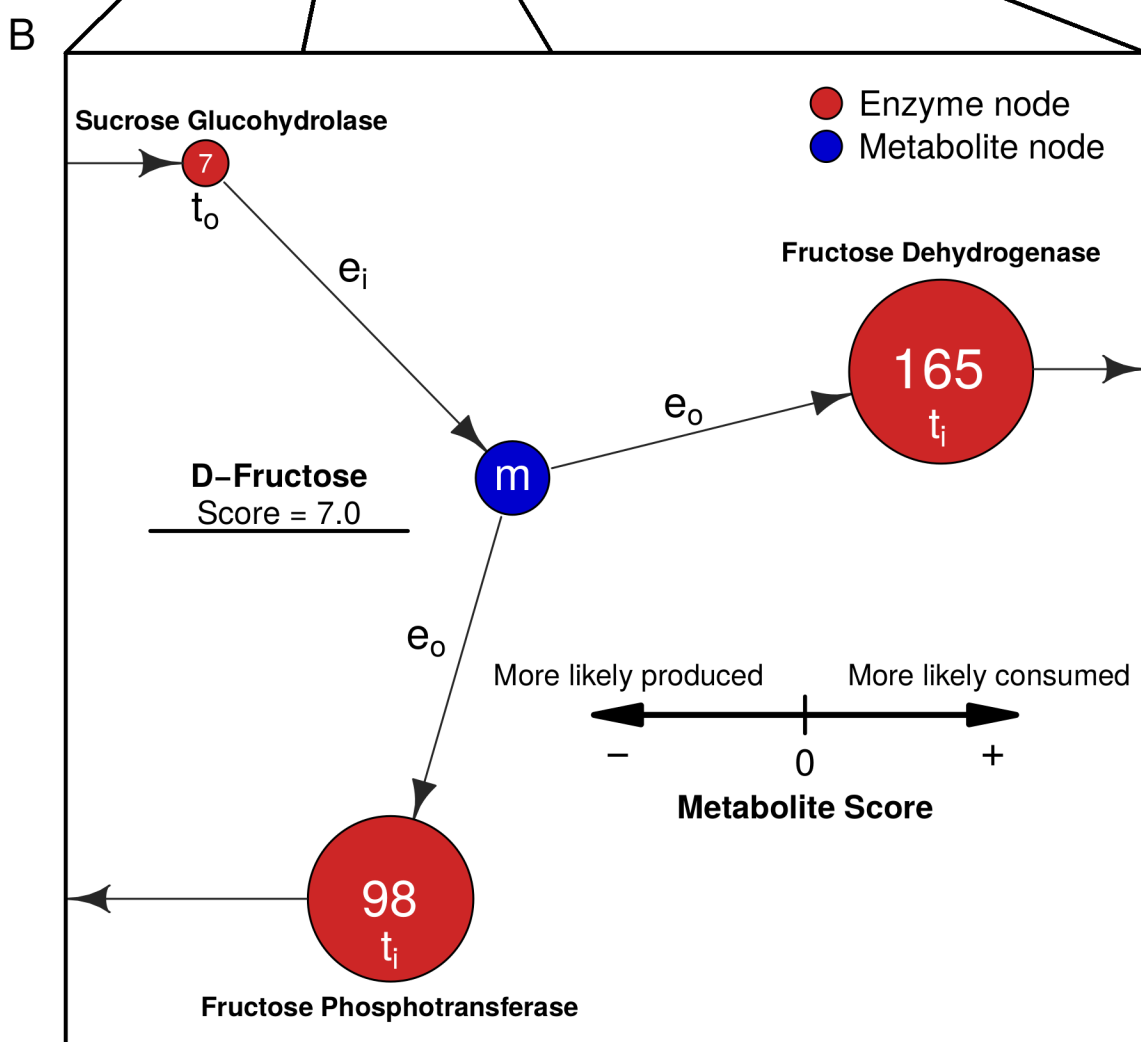 B
Sucrose Glucohydrolase
7
to
ei
Enzyme node
Metabolite node
Fructose Dehydrogenase
165
ti
eo
m
D−Fructose
Score = 7.0
eo
More likely produced
More likely consumed
−
0
+
Metabolite Score
98
ti
Fructose Phosphotransferase